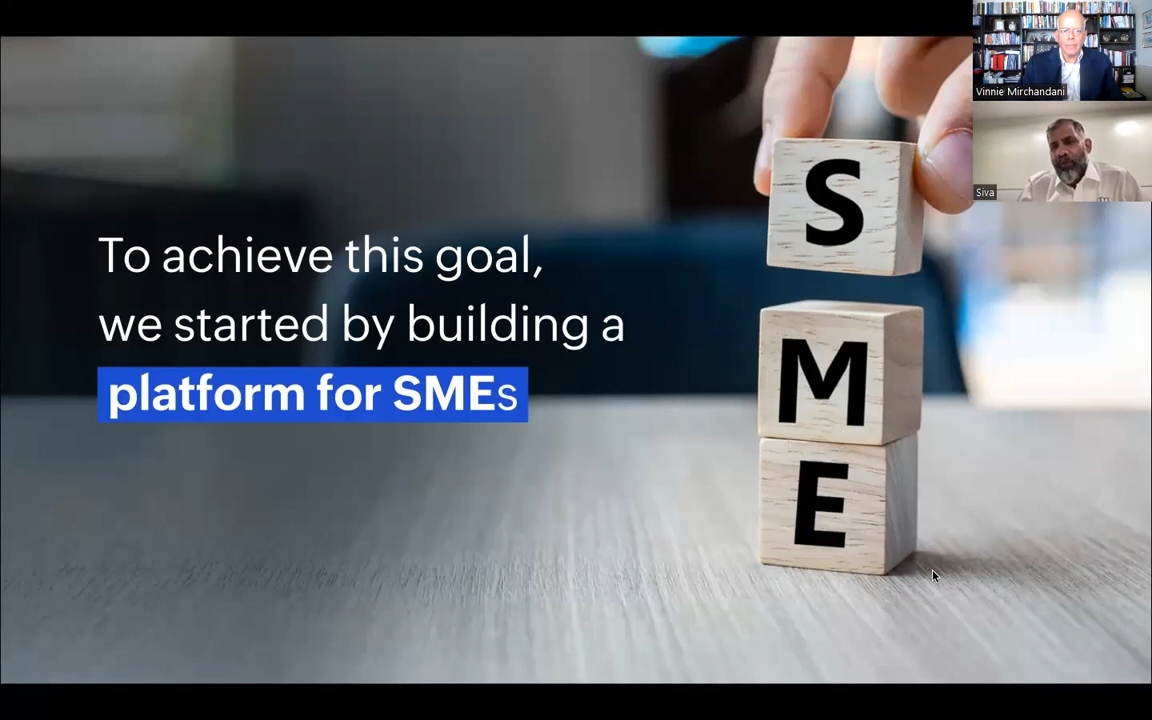 To achieve this goal,
we started by building a
platform for SMEs
S
M
E
Vinnie Mirchandani
Siva